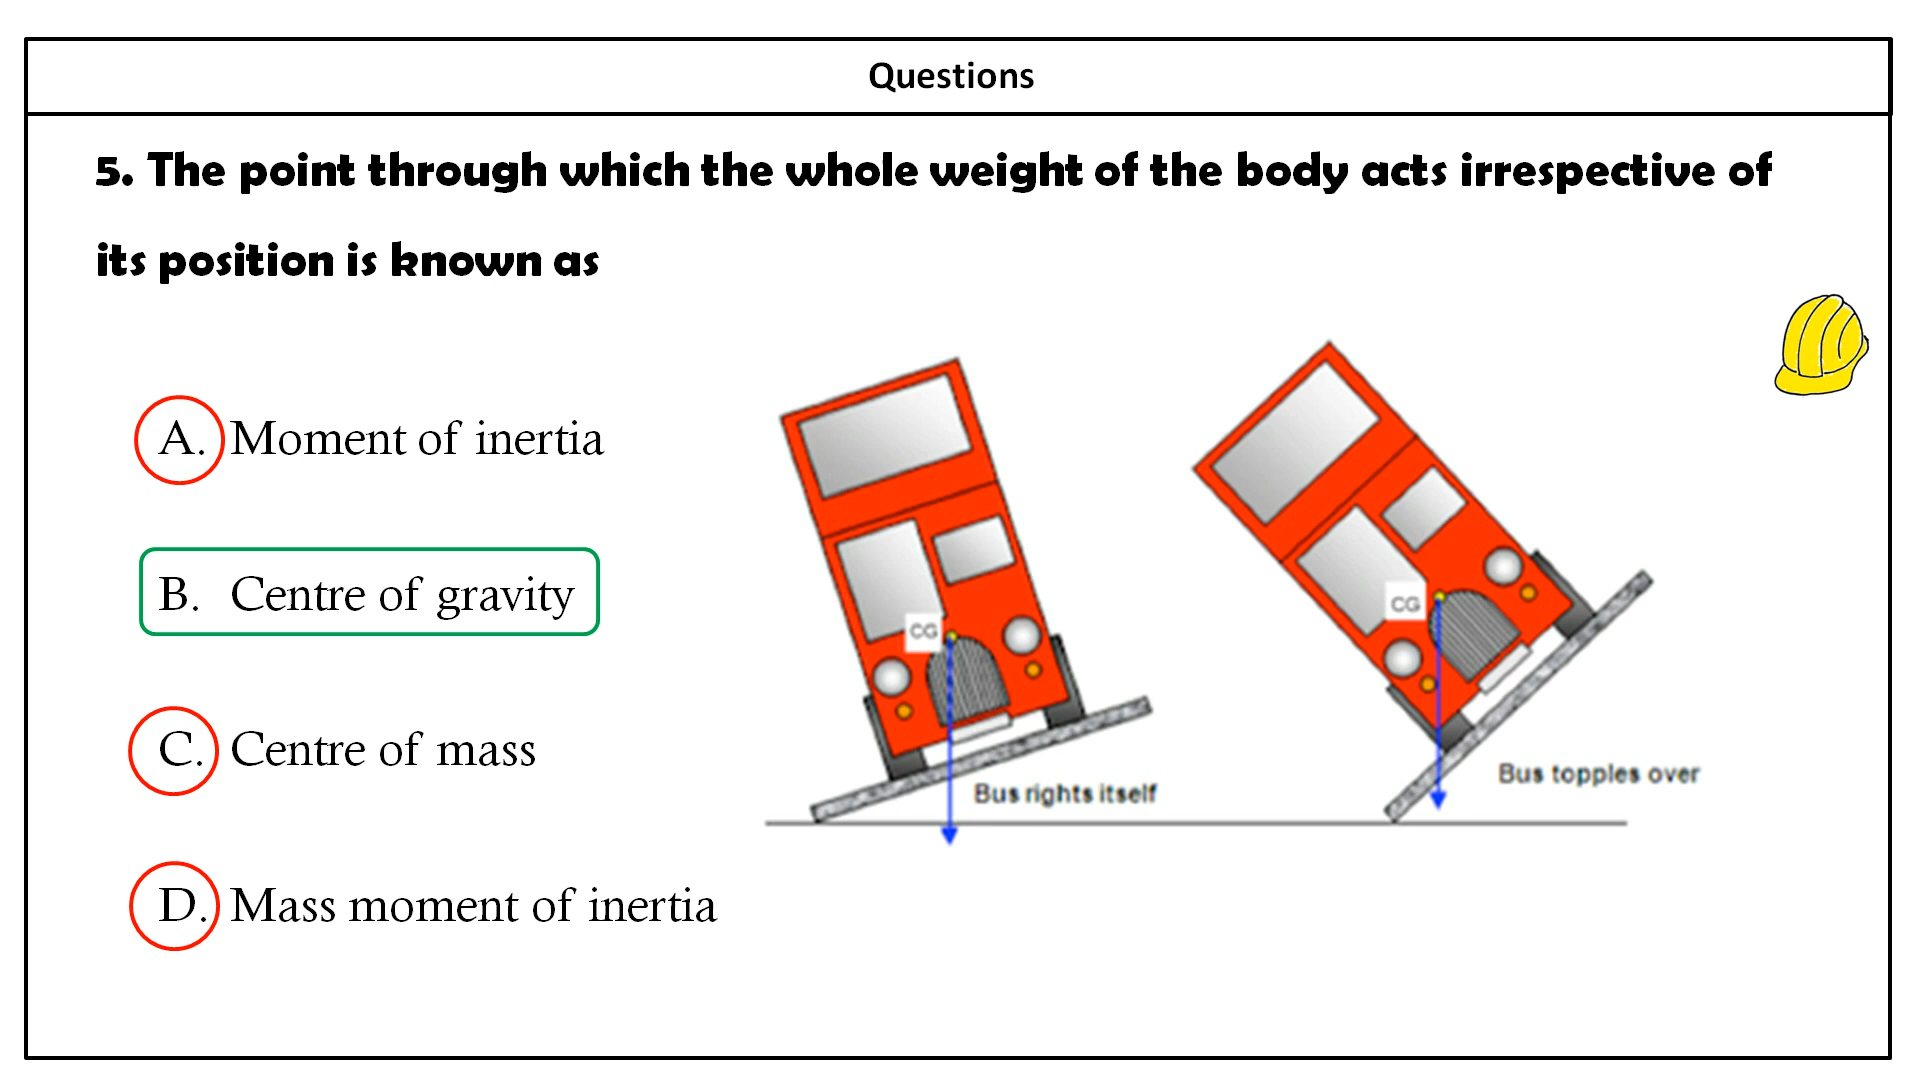 Questions
5. The point through which the whole weight of the body acts irrespective of
its position is known as
A. Moment of inertia
B. Centre of gravity
C. Centre of mass
D. Mass moment of inertia
CG
CG
Bus rights itself
Bus topples over